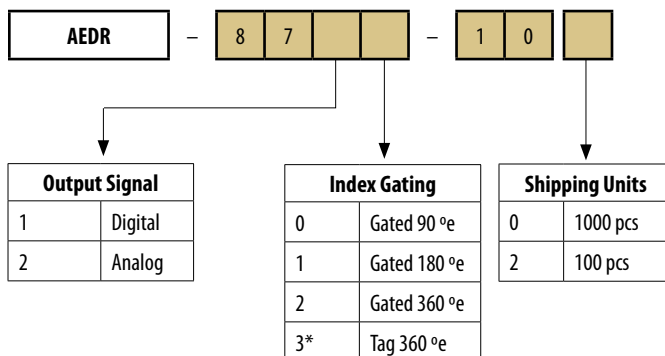 AEDR – 8 7 – 1 0
Output Signal
1 Digital
2 Analog
Index Gating
0 Gated 90 ºe
1 Gated 180 ºe
2 Gated 360 ºe
3* Tag 360 ºe
Shipping Units
0 1000 pcs
2 100 pcs